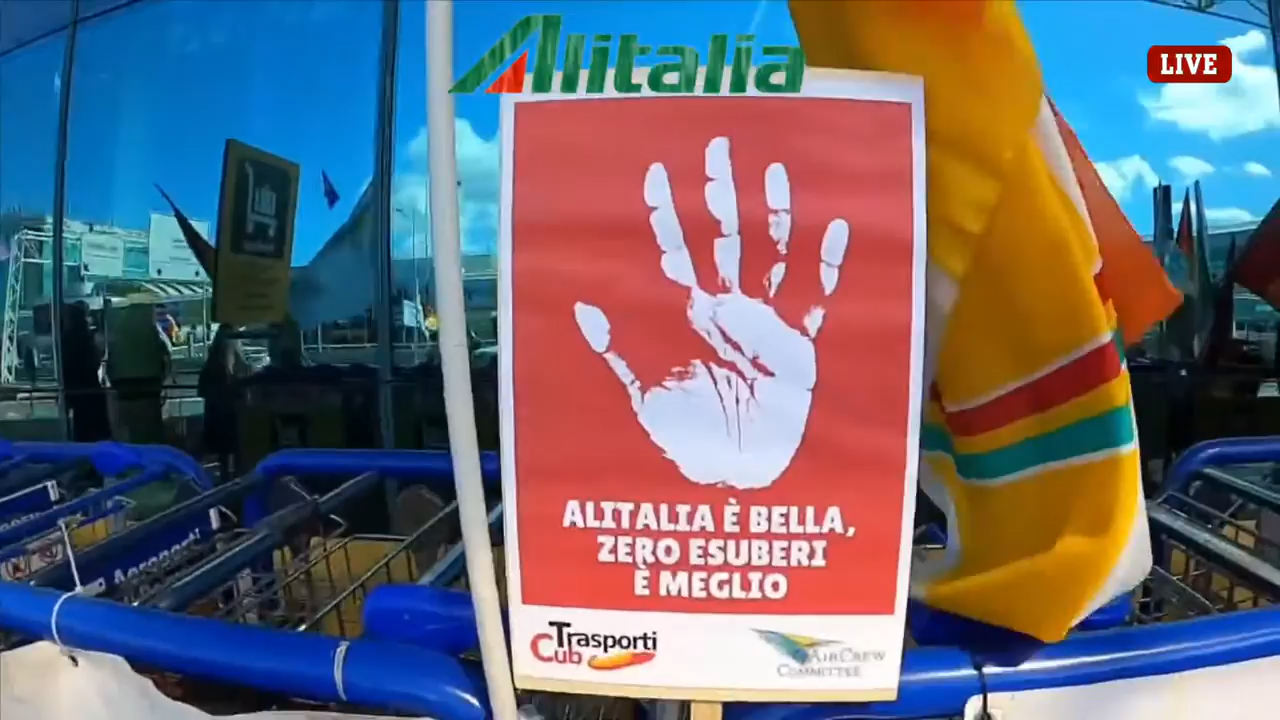 Alitalia
LIVE
ALITALIA È BELLA,
ZERO ESUBERI
È MEGLIO
Trasporti
Cub
AIRCREW
COMMITTEE
Aeroporti